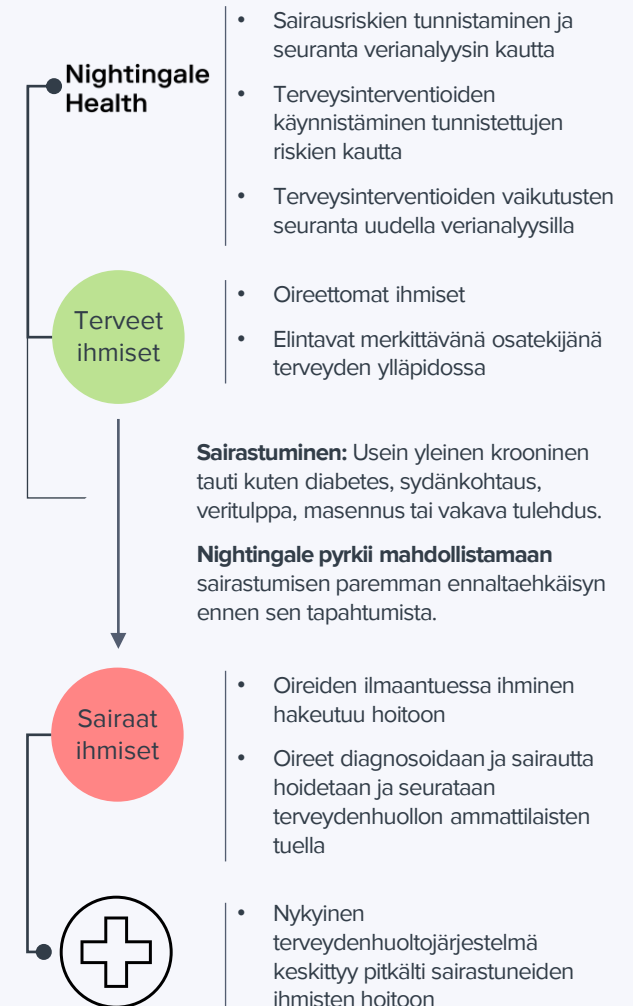 Nightingale
Health
• Sairausriskien tunnistaminen ja
seuranta verianalyysin kautta
• Terveysinterventioiden
käynnistäminen tunnistettujen
riskien kautta
• Terveysinterventioiden vaikutusten
seuranta uudella verianalyysilla
Terveet
ihmiset
• Oireettomat ihmiset
• Elintavat merkittävänä osatekijänä
terveyden ylläpidossa
Sairastuminen: Usein yleinen krooninen
tauti kuten diabetes, sydänkohtaus,
veritulppa, masennus tai vakava tulehdus.
Nightingale pyrkii mahdollistamaan
sairastumisen paremman ennaltaehkäisyn
ennen sen tapahtumista.
Sairaat
ihmiset
• Oireiden ilmaantuessa ihminen
hakeutuu hoitoon
• Oireet diagnosoidaan ja sairautta
hoidetaan ja seurataan
terveydenhuollon ammattilaisten
tuella
• Nykyinen
terveydenhuoltojärjestelmä
keskittyy pitkälti sairastuneiden
ihmisten hoitoon